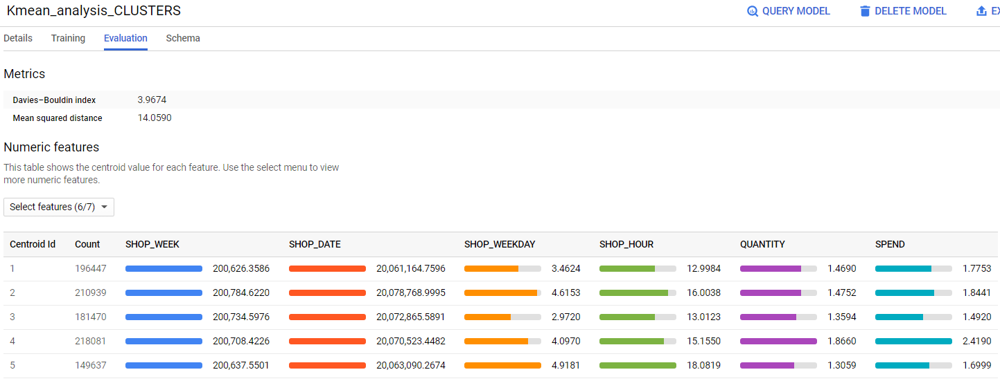 Kmean_analysis_CLUSTERS QUERY MODEL DELETE MODEL EX
Details Training Evaluation Schema
Metrics
Davies–Bouldin index 3.9674
Mean squared distance 14.0590
Numeric features
This table shows the centroid value for each feature. Use the select menu to view
more numeric features.
Select features (6/7)
Centroid Id Count SHOP_WEEK SHOP_DATE SHOP_WEEKDAY SHOP_HOUR QUANTITY SPEND
1 196447 200,626.3586 20,061,164.7596 3.4624 12.9984 1.4690 1.7753
2 210939 200,784.6220 20,078,768.9995 4.6153 16.0038 1.4752 1.8441
3 181470 200,734.5976 20,072,865.5891 2.9720 13.0123 1.3594 1.4920
4 218081 200,708.4226 20,070,523.4482 4.0970 15.1550 1.8660 2.4190
5 149637 200,637.5501 20,063,090.2674 4.9181 18.0819 1.3059 1.6999